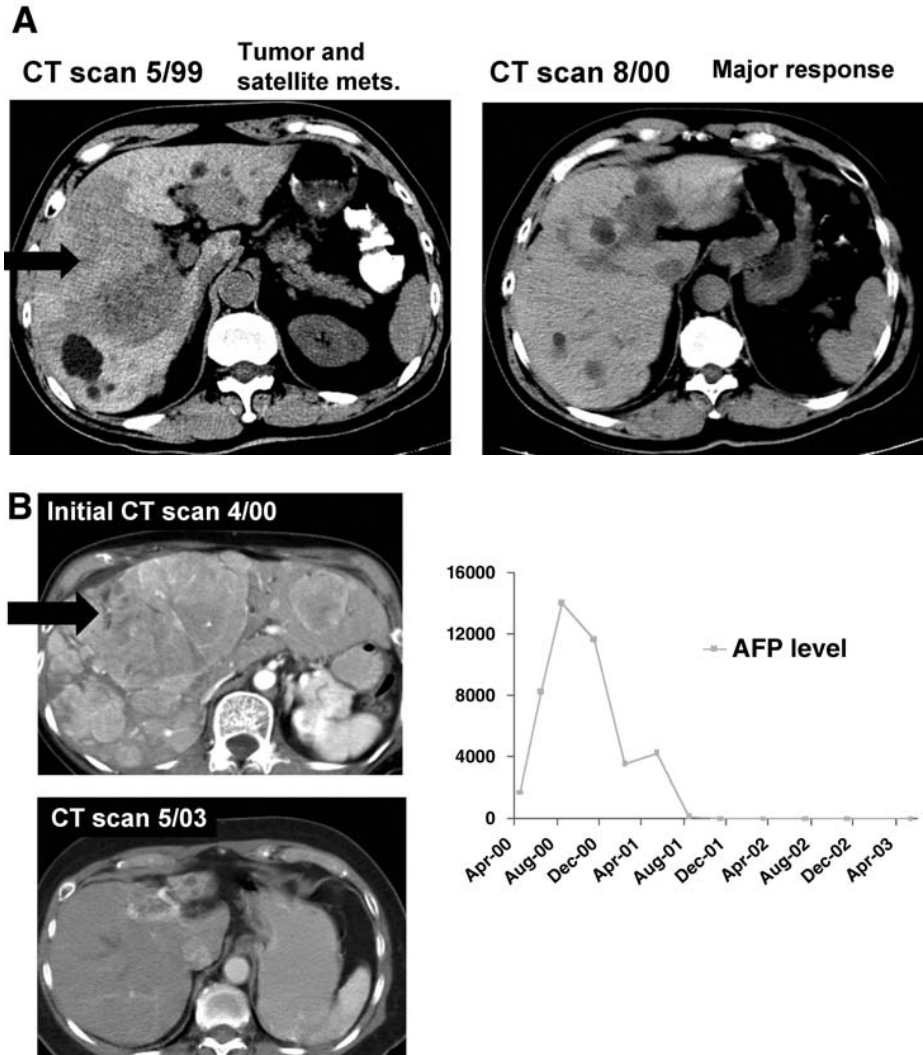 A
CT scan 5/99
Tumor and
satellite mets.
CT scan 8/00
Major response
B
Initial CT scan 4/00
CT scan 5/03
16000
12000
8000
4000
0
AFP level
Apr-00
Aug-00
Dec-00
Apr-01
Aug-01
Dec-01
Apr-02
Aug-02
Dec-02
Apr-03